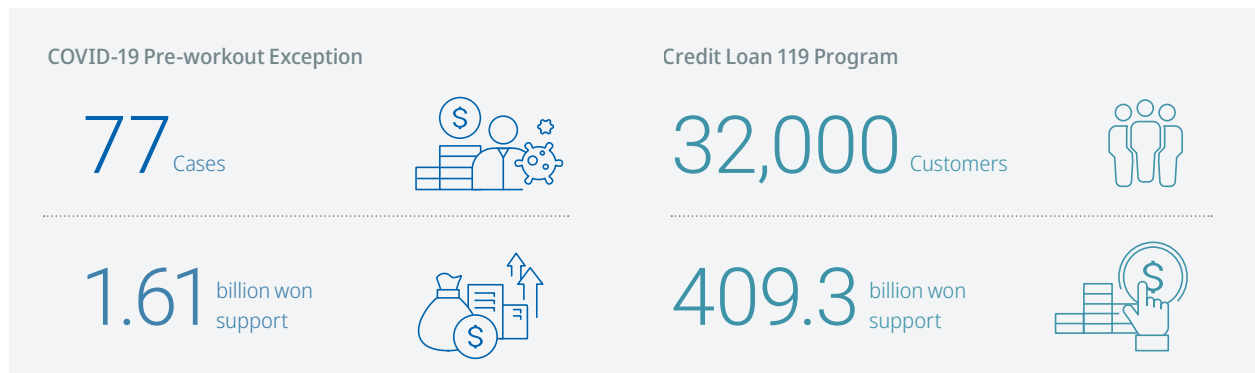 COVID-19 Pre-workout Exception
77 Cases
$
1.61 billion won
support
$
Credit Loan 119 Program
32,000 Customers
409.3 billion won
support
$